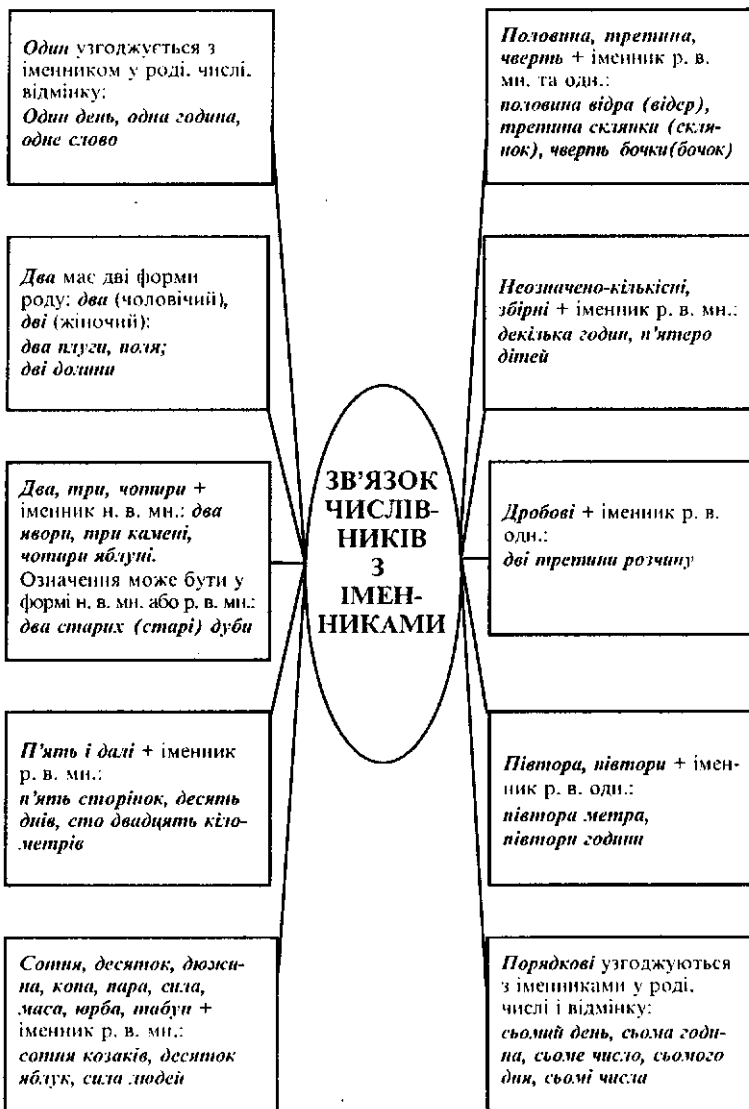 Один узгоджується з
іменником у роді, числі,
відмінку:
Один день, одна година,
одне слово
Два має дві форми
роду: два (чоловічий),
дві (жіночий):
два плуги, поля;
дві долини
Два, три, чотири +
іменник н. в. мн.: два
явори, три камені,
чотири яблуні.
Означення може бути у
формі н. в. мн. або р. в. мн.:
два старих (старі) дуби
П'ять і далі + іменник
р. в. мн.:
п'ять сторінок, десять
днів, сто двадцять кіло-
метрів
Сотня, десяток, дюжи-
на, копа, пара, сила,
маса, юрба, табун +
іменник р. в. мн.:
сотня козаків, десяток
яблук, сила людей
ЗВ'ЯЗОК
ЧИСЛІВ-
НИКІВ
З
ІМЕН-
НИКАМИ
Половина, третина,
чверть + іменник р. в.
мн. та одн.:
половина відра (відер),
третина склянки (скля-
нок), чверть бочки(бочок)
Неозначено-кількісні,
збірні + іменник р. в. мн.:
декілька годин, п'ятеро
дітей
Дробові + іменник р. в.
одн.:
дві третини розчину
Півтора, півтори + імен-
ник р. в. одн.:
півтора метра,
півтори години
Порядкові узгоджуються
з іменниками у роді,
числі і відмінку:
сьомий день, сьома годи-
на, сьоме число, сьомого
дня, сьомі числа